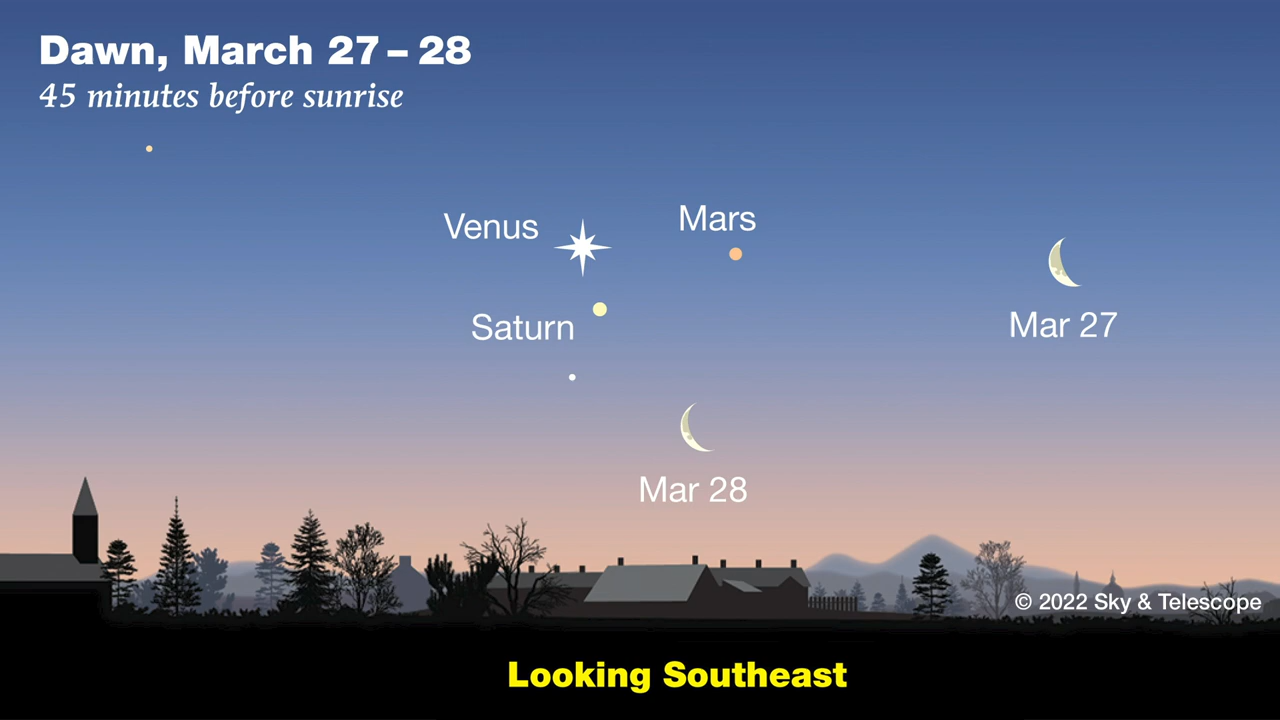 Dawn, March 27 – 28
45 minutes before sunrise
Venus
Mars
Saturn
Mar 27
Mar 28
© 2022 Sky & Telescope
Looking Southeast